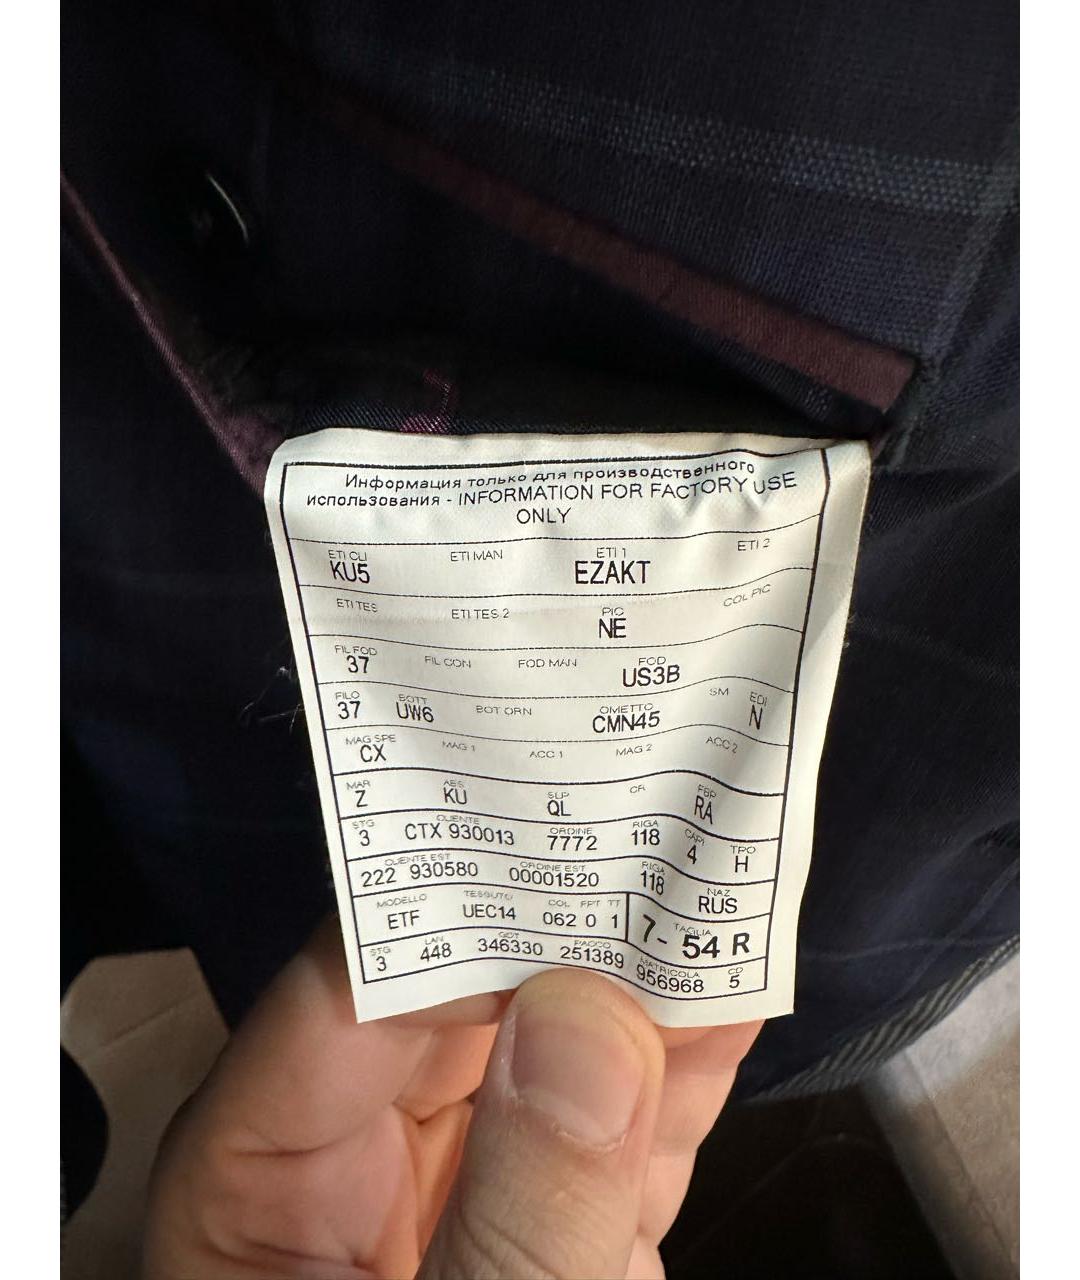 Информация только для производственного
использования - INFORMATION FOR FACTORY USE
ONLY
ETI CLI ETI MAN ETI 1 ETI 2
KU5 EZAKT
ETI TES ETI TES 2 PIC COL PIC
NE
FIL FOD FIL CON FOD MAN FOD
37 US3B
FILO BOTT BOT ORN OMETTO SM EDI
37 UW6 CMN45 N
MAG SPE MAG 1 ACC 1 MAG 2 ACC 2
CX
MAR ABS SUP CR FBP
Z KU QL RA
STG CLIENTE ORDINE RIGA CAPI TPO
3 CTX 930013 7772 118 4 H
CLIENTE EST ORDINE EST RIGA NAZ
222 930580 00001520 118 RUS
MODELLO TESSUTO COL FPT TT TAGLIA
ETF UEC14 062 0 1 7- 54 R
STG LAN PACCO MATRICOLA CD
3 448 346330 251389 956968 5